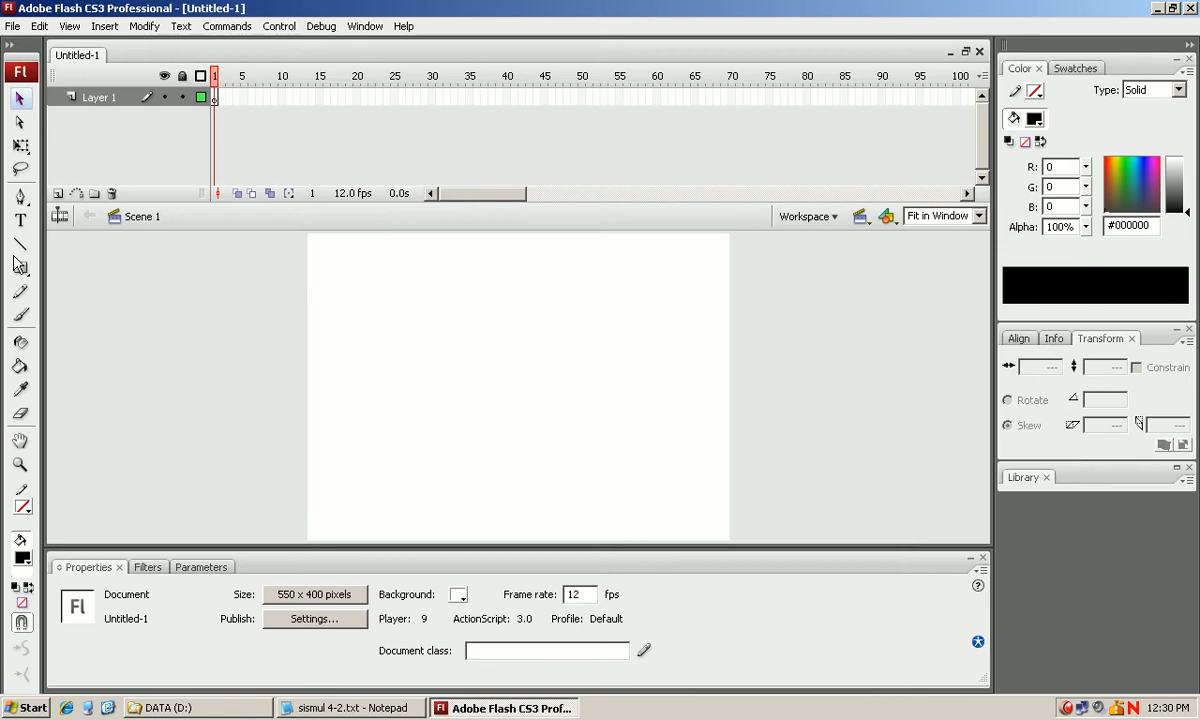 Adobe Flash CS3 Professional - [Untitled-1]
File Edit View Insert Modify Text Commands Control Debug Window Help
Untitled-1
1 5 10 15 20 25 30 35 40 45 50 55 60 65 70 75 80 85 90 95 100
Layer 1
1 12.0 fps 0.0s
Scene 1
Workspace
Fit in Window
Fl
T
Color Swatches
Type: Solid
R: 0
G: 0
B: 0
Alpha: 100% #000000
Align Info Transform
--- --- Constrain
Rotate
Skew --- ---
Library
Properties Filters Parameters
Fl
Document
Untitled-1
Size: 550 x 400 pixels Background: Frame rate: 12 fps
Publish: Settings... Player: 9 ActionScript: 3.0 Profile: Default
Document class:
Start DATA (D:) sismul 4-2.txt - Notepad Fl Adobe Flash CS3 Prof... N 12:30 PM